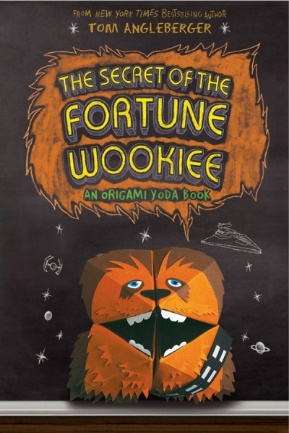 FROM NEW YORK TIMES BESTSELLING AUTHOR
TOM ANGLEBERGER
THE SECRET OF THE
FORTUNE
WOOKIEE
AN ORIGAMI YODA BOOK